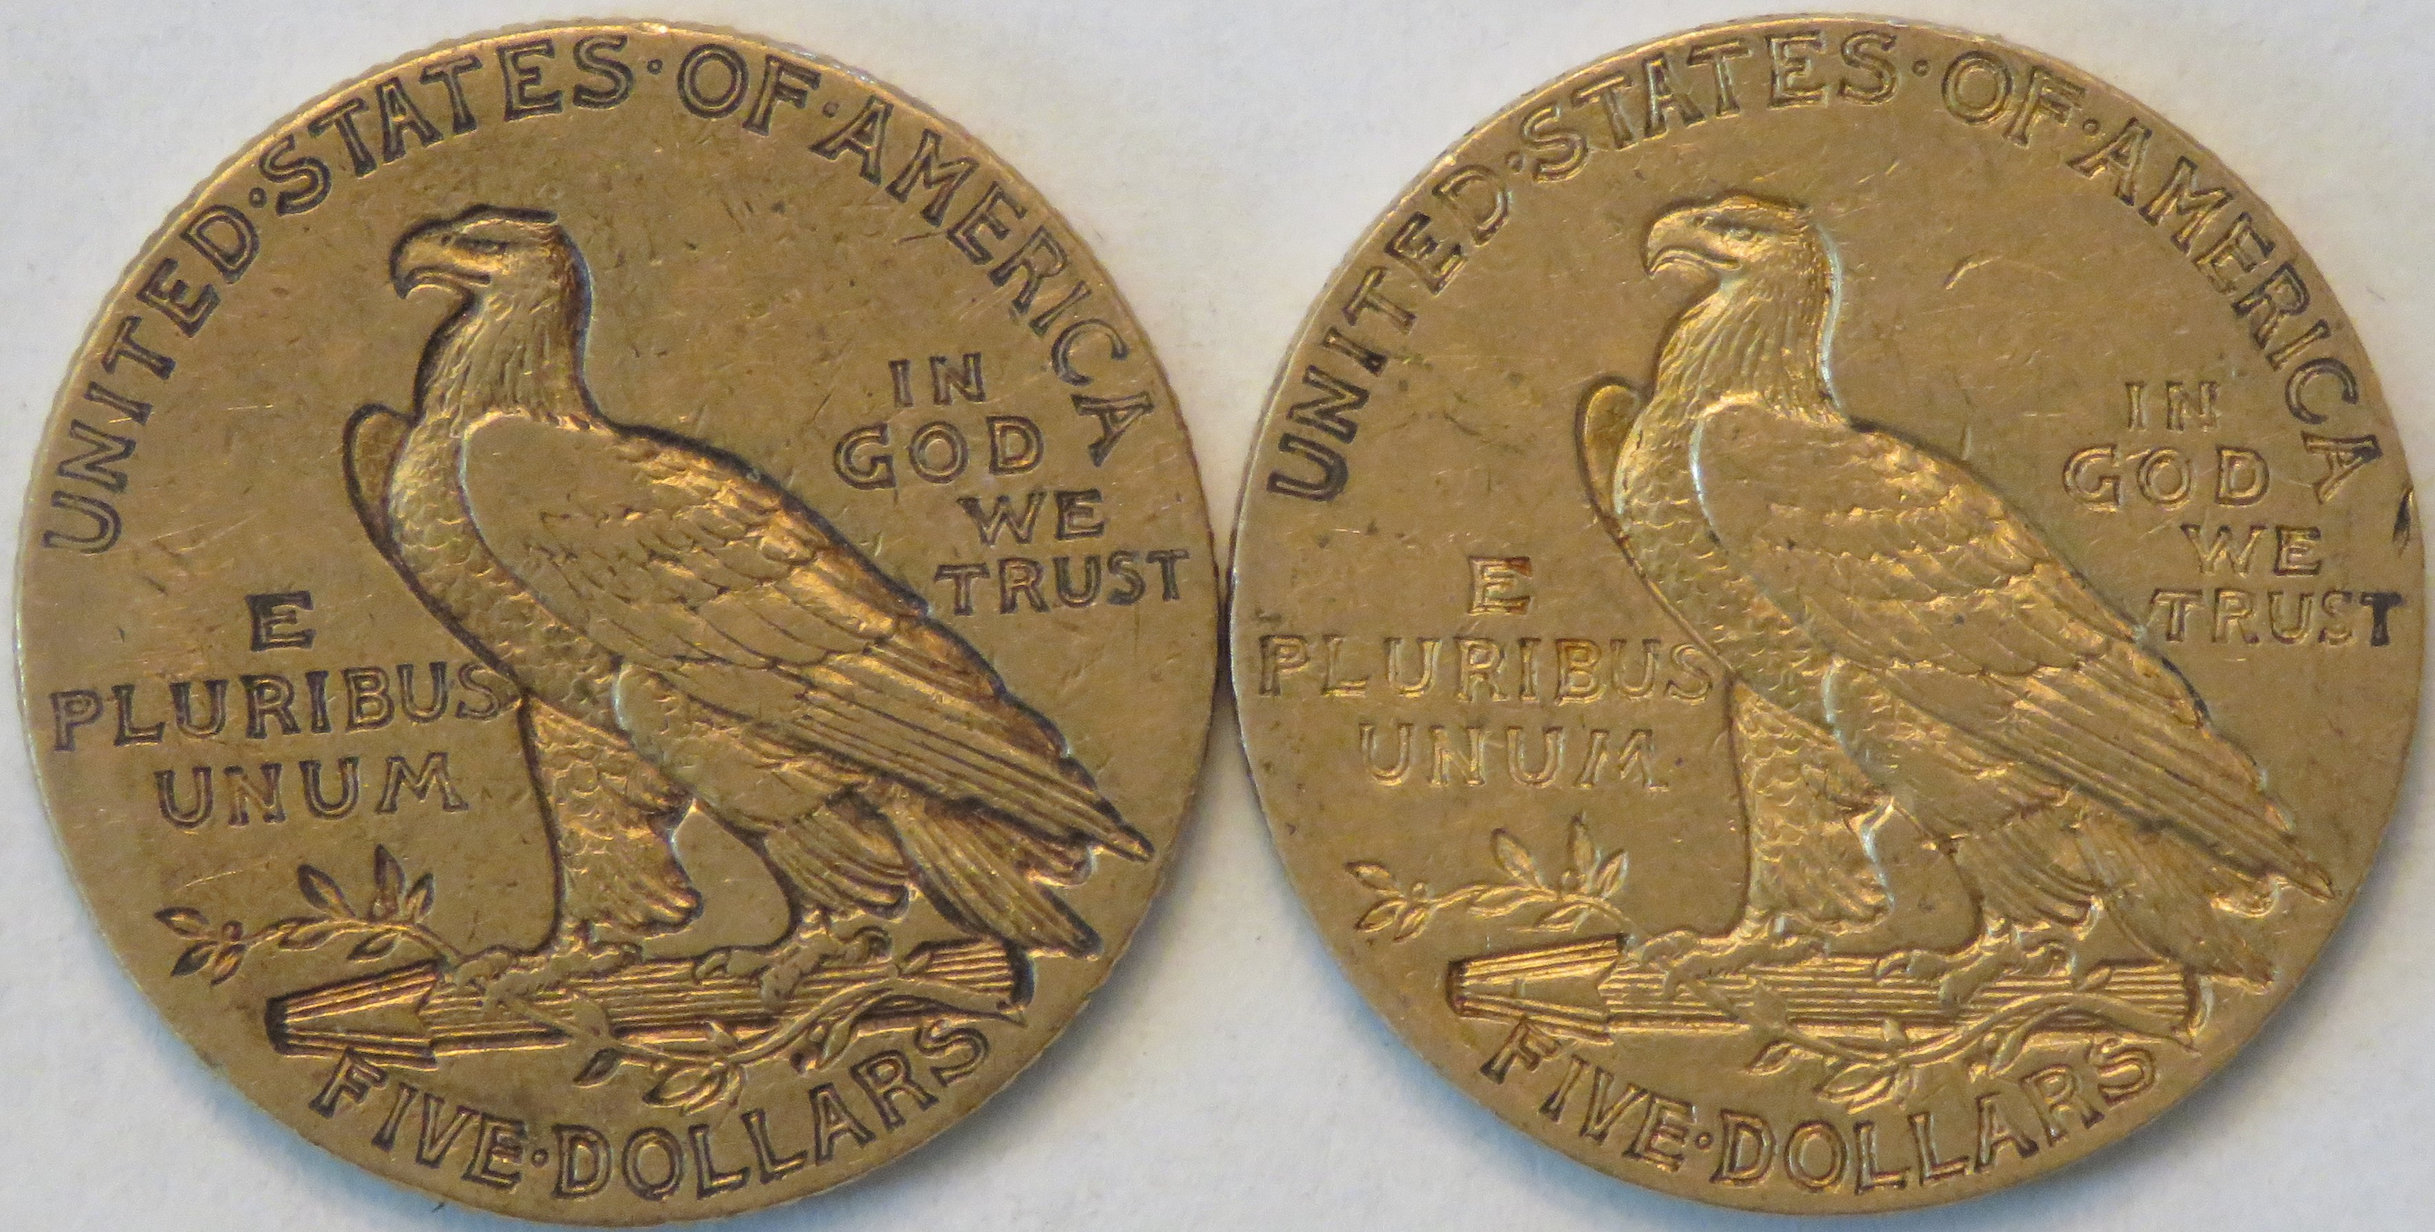 UNITED·STATES·OF·AMERICA
IN
GOD
WE
TRUST
E
PLURIBUS
UNUM
FIVE·DOLLARS
UNITED·STATES·OF·AMERICA
IN
GOD
WE
TRUST
E
PLURIBUS
UNUM
FIVE·DOLLARS